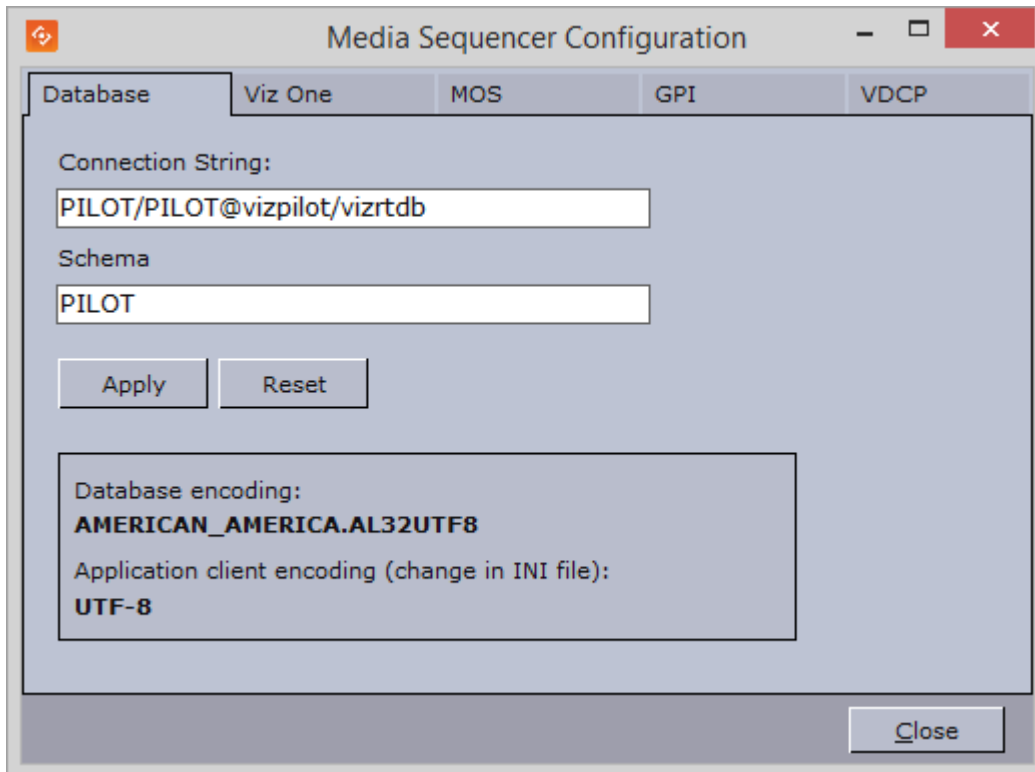 Media Sequencer Configuration
Database Viz One MOS GPI VDCP
Connection String:
PILOT/PILOT@vizpilot/vizrtdb
Schema
PILOT
Apply Reset
Database encoding:
AMERICAN_AMERICA.AL32UTF8
Application client encoding (change in INI file):
UTF-8
Close